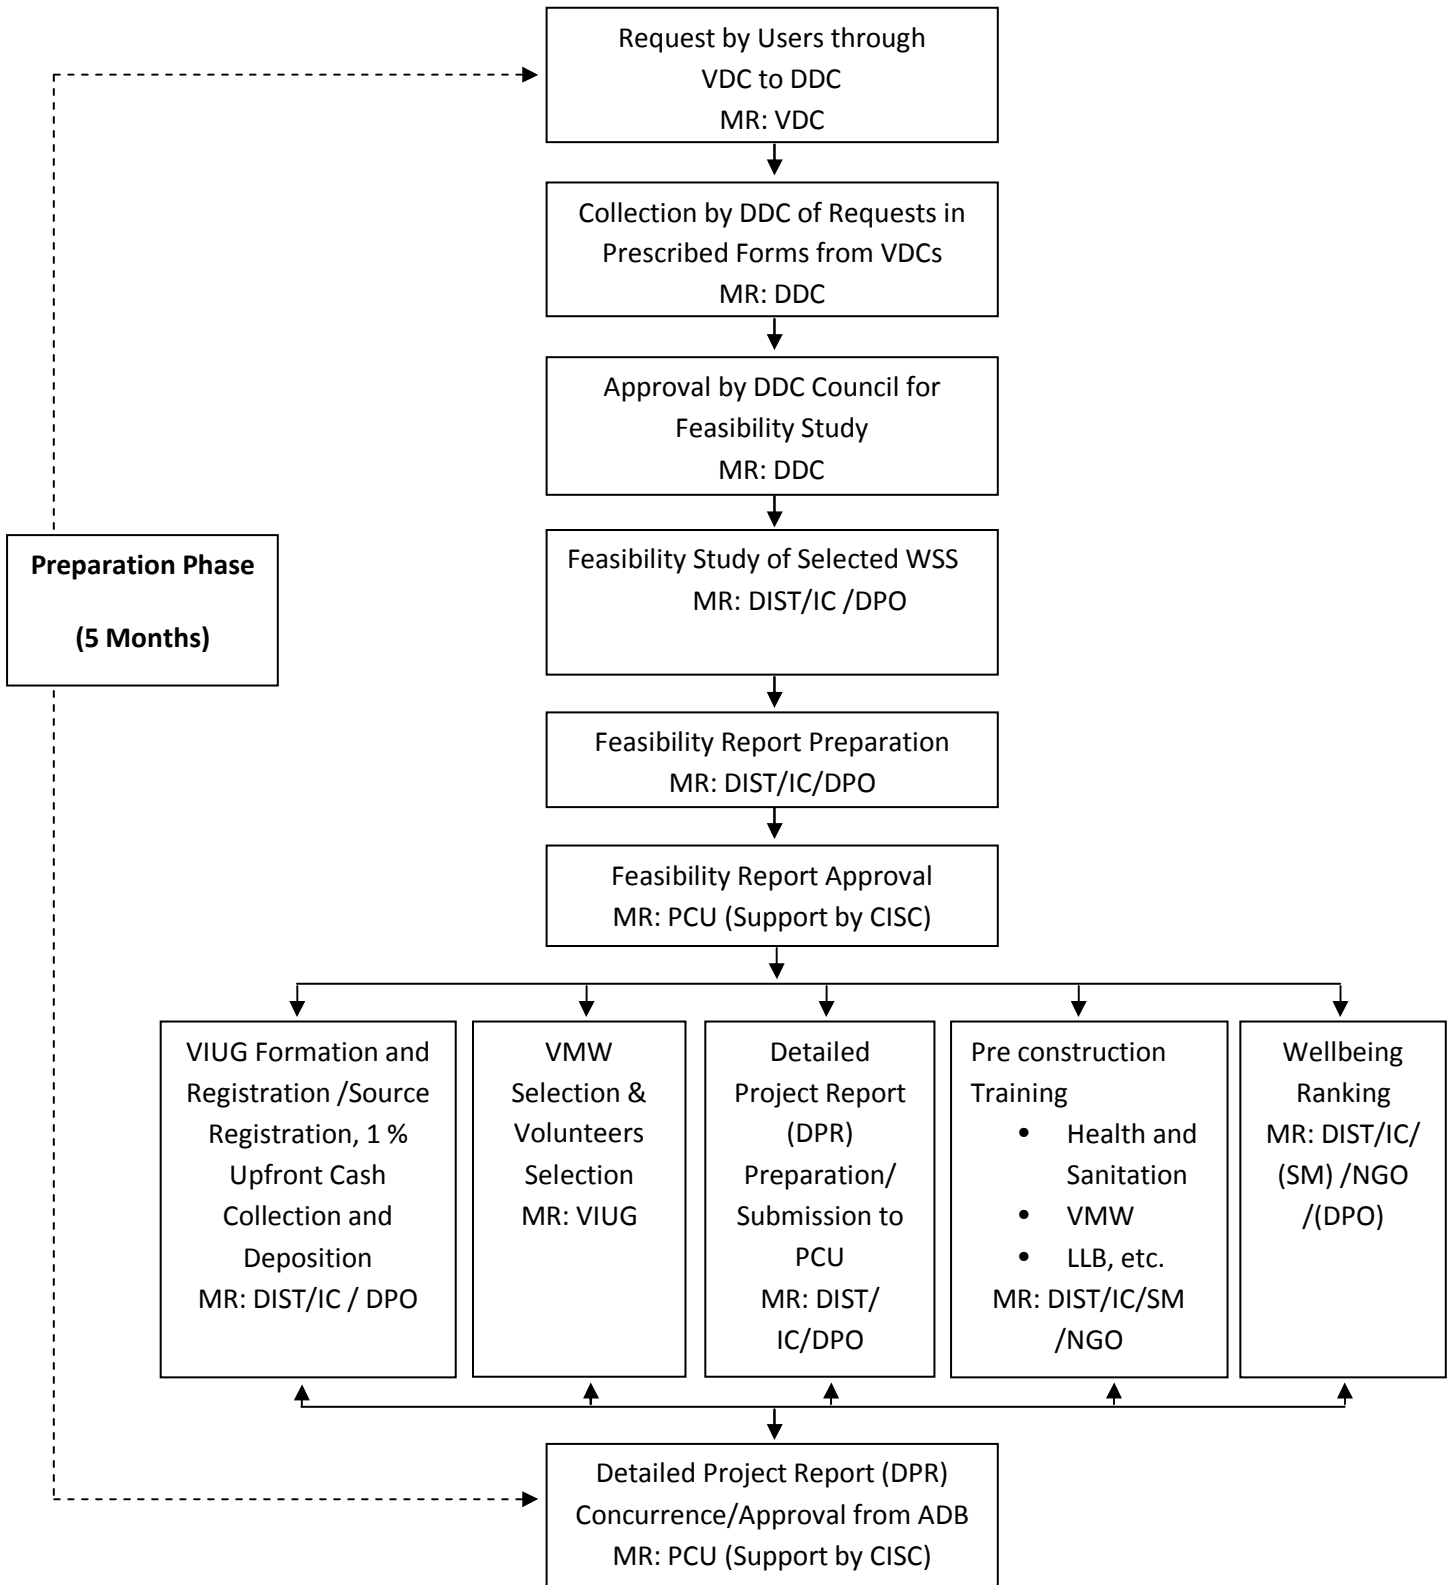 Request by Users through
VDC to DDC
MR: VDC
Collection by DDC of Requests in
Prescribed Forms from VDCs
MR: DDC
Approval by DDC Council for
Feasibility Study
MR: DDC
Preparation Phase
(5 Months)
Feasibility Study of Selected WSS
MR: DIST/IC /DPO
Feasibility Report Preparation
MR: DIST/IC/DPO
Feasibility Report Approval
MR: PCU (Support by CISC)
VIUG Formation and
Registration /Source
Registration, 1 %
Upfront Cash
Collection and
Deposition
MR: DIST/IC / DPO
VMW
Selection &
Volunteers
Selection
MR: VIUG
Detailed
Project Report
(DPR)
Preparation/
Submission to
PCU
MR: DIST/
IC/DPO
Pre construction
Training
• Health and
Sanitation
• VMW
• LLB, etc.
MR: DIST/IC/SM
/NGO
Wellbeing
Ranking
MR: DIST/IC/
(SM) /NGO
/(DPO)
Detailed Project Report (DPR)
Concurrence/Approval from ADB
MR: PCU (Support by CISC)